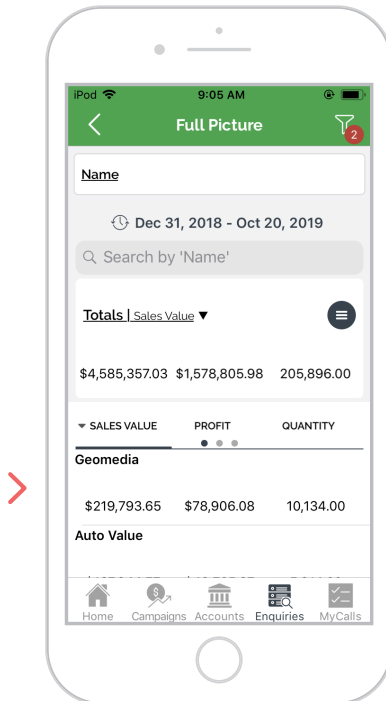 iPod 9:05 AM
Full Picture
2
Name
Dec 31, 2018 - Oct 20, 2019
Search by 'Name'
Totals | Sales Value ▼
$4,585,357.03 $1,578,805.98 205,896.00
SALES VALUE PROFIT QUANTITY
Geomedia
$219,793.65 $78,906.08 10,134.00
Auto Value
Home Campaigns Accounts Enquiries MyCalls